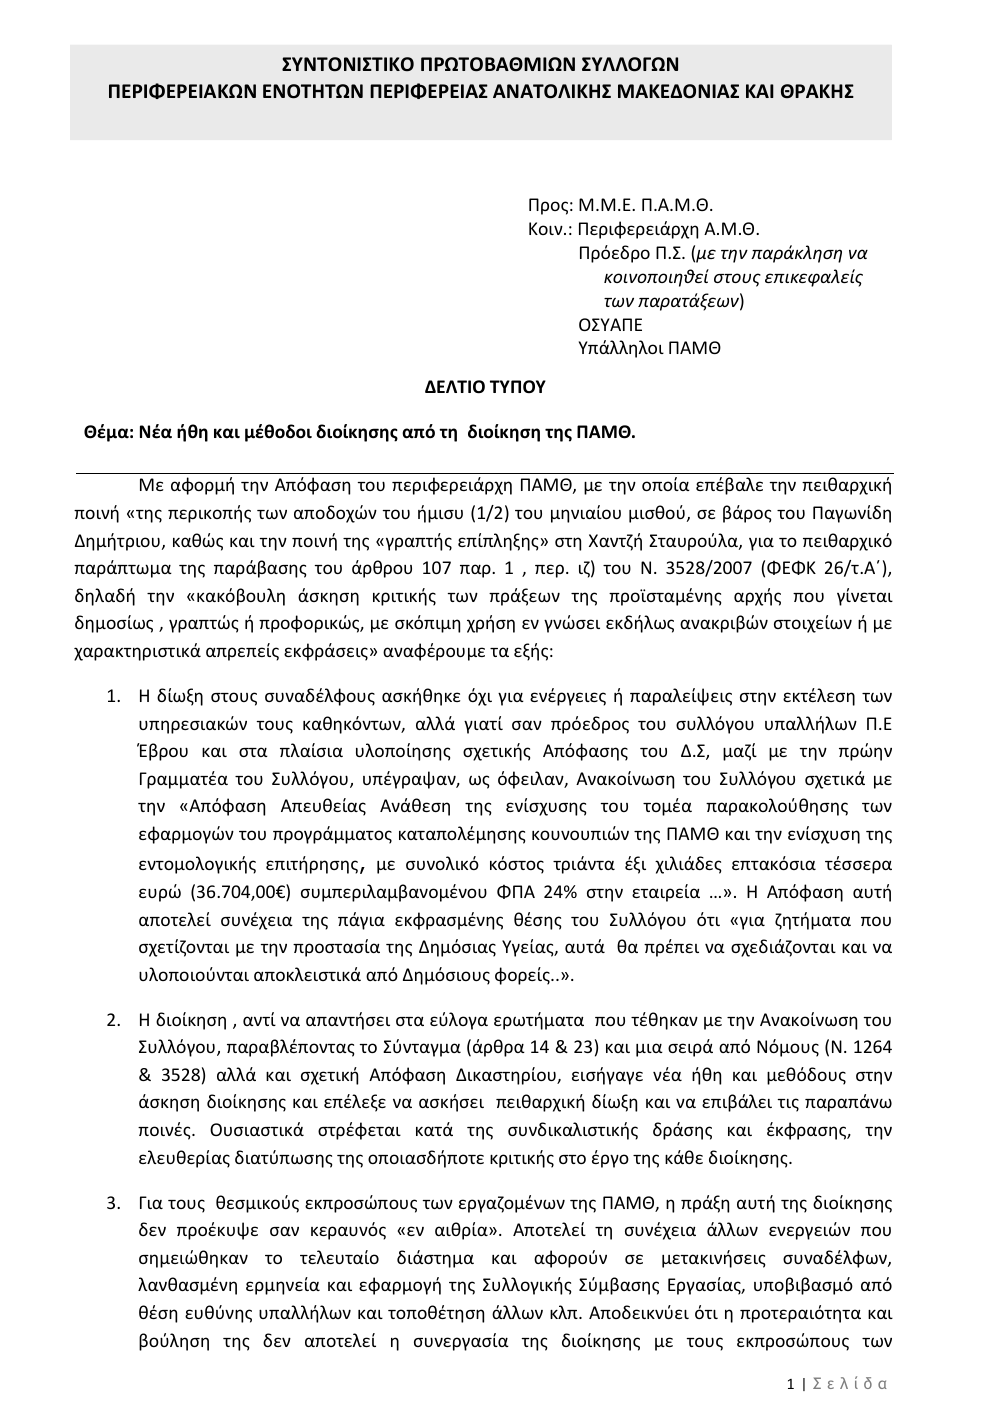 ΣΥΝΤΟΝΙΣΤΙΚΟ ΠΡΩΤΟΒΑΘΜΙΩΝ ΣΥΛΛΟΓΩΝ
ΠΕΡΙΦΕΡΕΙΑΚΩΝ ΕΝΟΤΗΤΩΝ ΠΕΡΙΦΕΡΕΙΑΣ ΑΝΑΤΟΛΙΚΗΣ ΜΑΚΕΔΟΝΙΑΣ ΚΑΙ ΘΡΑΚΗΣ
Προς: Μ.Μ.Ε. Π.Α.Μ.Θ.
Κοιν.: Περιφερειάρχη Α.Μ.Θ.
Πρόεδρο Π.Σ. (με την παράκληση να
κοινοποιηθεί στους επικεφαλείς
των παρατάξεων)
ΟΣΥΑΠΕ
Υπάλληλοι ΠΑΜΘ
ΔΕΛΤΙΟ ΤΥΠΟΥ
Θέμα: Νέα ήθη και μέθοδοι διοίκησης από τη  διοίκηση της ΠΑΜΘ.
Με αφορμή την Απόφαση του περιφερειάρχη ΠΑΜΘ, με την οποία επέβαλε την πειθαρχική
ποινή «της περικοπής των αποδοχών του ήμισυ (1/2) του μηνιαίου μισθού, σε βάρος του Παγωνίδη
Δημήτριου, καθώς και την ποινή της «γραπτής επίπληξης» στη Χαντζή Σταυρούλα, για το πειθαρχικό
παράπτωμα της παράβασης του άρθρου 107 παρ. 1 , περ. ιζ) του Ν. 3528/2007 (ΦΕΦΚ 26/τ.Α΄),
δηλαδή την «κακόβουλη άσκηση κριτικής των πράξεων της προϊσταμένης αρχής που γίνεται
δημοσίως , γραπτώς ή προφορικώς, με σκόπιμη χρήση εν γνώσει εκδήλως ανακριβών στοιχείων ή με
χαρακτηριστικά απρεπείς εκφράσεις» αναφέρουμε τα εξής:
1. Η δίωξη στους συναδέλφους ασκήθηκε όχι για ενέργειες ή παραλείψεις στην εκτέλεση των
υπηρεσιακών τους καθηκόντων, αλλά γιατί σαν πρόεδρος του συλλόγου υπαλλήλων Π.Ε
Έβρου και στα πλαίσια υλοποίησης σχετικής Απόφασης του Δ.Σ, μαζί με την πρώην
Γραμματέα του Συλλόγου, υπέγραψαν, ως όφειλαν, Ανακοίνωση του Συλλόγου σχετικά με
την «Απόφαση Απευθείας Ανάθεση της ενίσχυσης του τομέα παρακολούθησης των
εφαρμογών του προγράμματος καταπολέμησης κουνουπιών της ΠΑΜΘ και την ενίσχυση της
εντομολογικής επιτήρησης, με συνολικό κόστος τριάντα έξι χιλιάδες επτακόσια τέσσερα
ευρώ (36.704,00€) συμπεριλαμβανομένου ΦΠΑ 24% στην εταιρεία …». Η Απόφαση αυτή
αποτελεί συνέχεια της πάγια εκφρασμένης θέσης του Συλλόγου ότι «για ζητήματα που
σχετίζονται με την προστασία της Δημόσιας Υγείας, αυτά  θα πρέπει να σχεδιάζονται και να
υλοποιούνται αποκλειστικά από Δημόσιους φορείς..».
2. Η διοίκηση , αντί να απαντήσει στα εύλογα ερωτήματα  που τέθηκαν με την Ανακοίνωση του
Συλλόγου, παραβλέποντας το Σύνταγμα (άρθρα 14 & 23) και μια σειρά από Νόμους (Ν. 1264
& 3528) αλλά και σχετική Απόφαση Δικαστηρίου, εισήγαγε νέα ήθη και μεθόδους στην
άσκηση διοίκησης και επέλεξε να ασκήσει  πειθαρχική δίωξη και να επιβάλει τις παραπάνω
ποινές. Ουσιαστικά στρέφεται κατά της συνδικαλιστικής δράσης και έκφρασης, την
ελευθερίας διατύπωσης της οποιασδήποτε κριτικής στο έργο της κάθε διοίκησης.
3. Για τους  θεσμικούς εκπροσώπους των εργαζομένων της ΠΑΜΘ, η πράξη αυτή της διοίκησης
δεν προέκυψε σαν κεραυνός «εν αιθρία». Αποτελεί τη συνέχεια άλλων ενεργειών που
σημειώθηκαν το τελευταίο διάστημα και αφορούν σε μετακινήσεις συναδέλφων,
λανθασμένη ερμηνεία και εφαρμογή της Συλλογικής Σύμβασης Εργασίας, υποβιβασμό από
θέση ευθύνης υπαλλήλων και τοποθέτηση άλλων κλπ. Αποδεικνύει ότι η προτεραιότητα και
βούληση της δεν αποτελεί η συνεργασία της διοίκησης με τους εκπροσώπους των
1 | Σελίδα